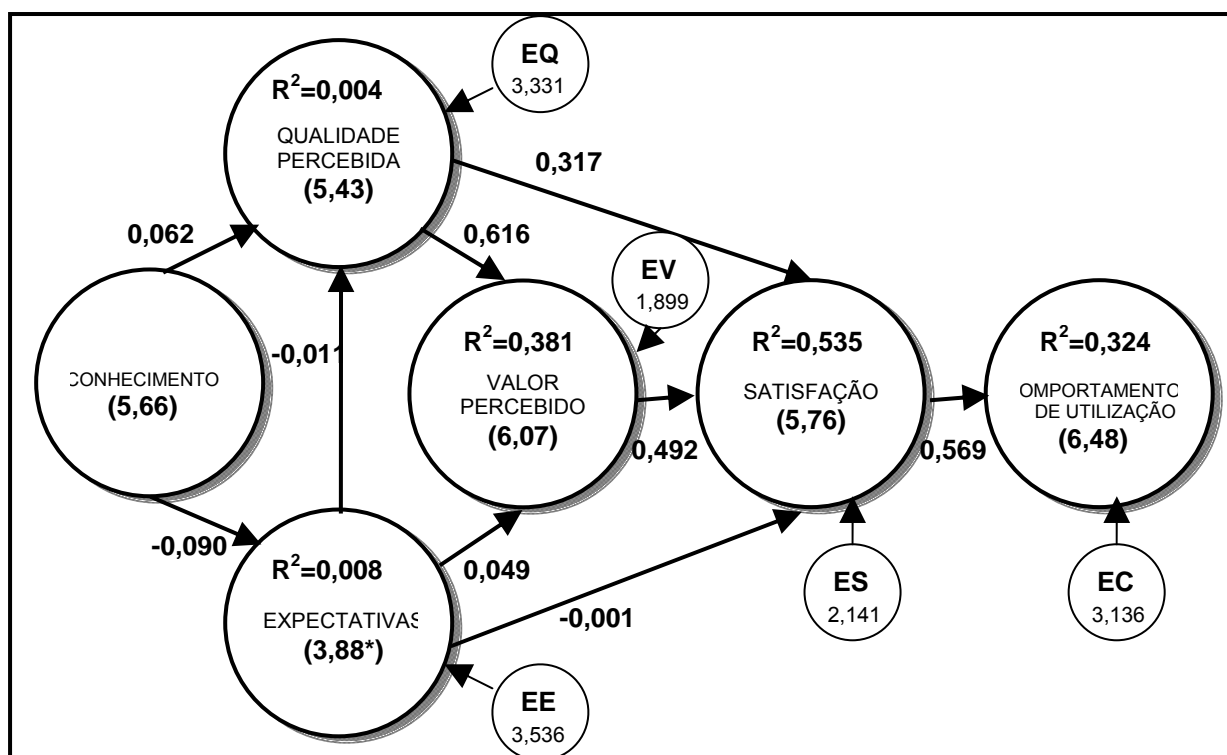 EQ
3,331
R²=0,004
QUALIDADE
PERCEBIDA
(5,43)
0,317
0,062
0,616
EV
1,899
-0,011
R²=0,381
VALOR
PERCEBIDO
(6,07)
R²=0,535
SATISFAÇÃO
(5,76)
R²=0,324
OMPORTAMENTO
DE UTILIZAÇÃO
(6,48)
CONHECIMENTO
(5,66)
0,492
0,569
-0,090
R²=0,008
EXPECTATIVAS
(3,88*)
0,049
-0,001
ES
2,141
EC
3,136
EE
3,536